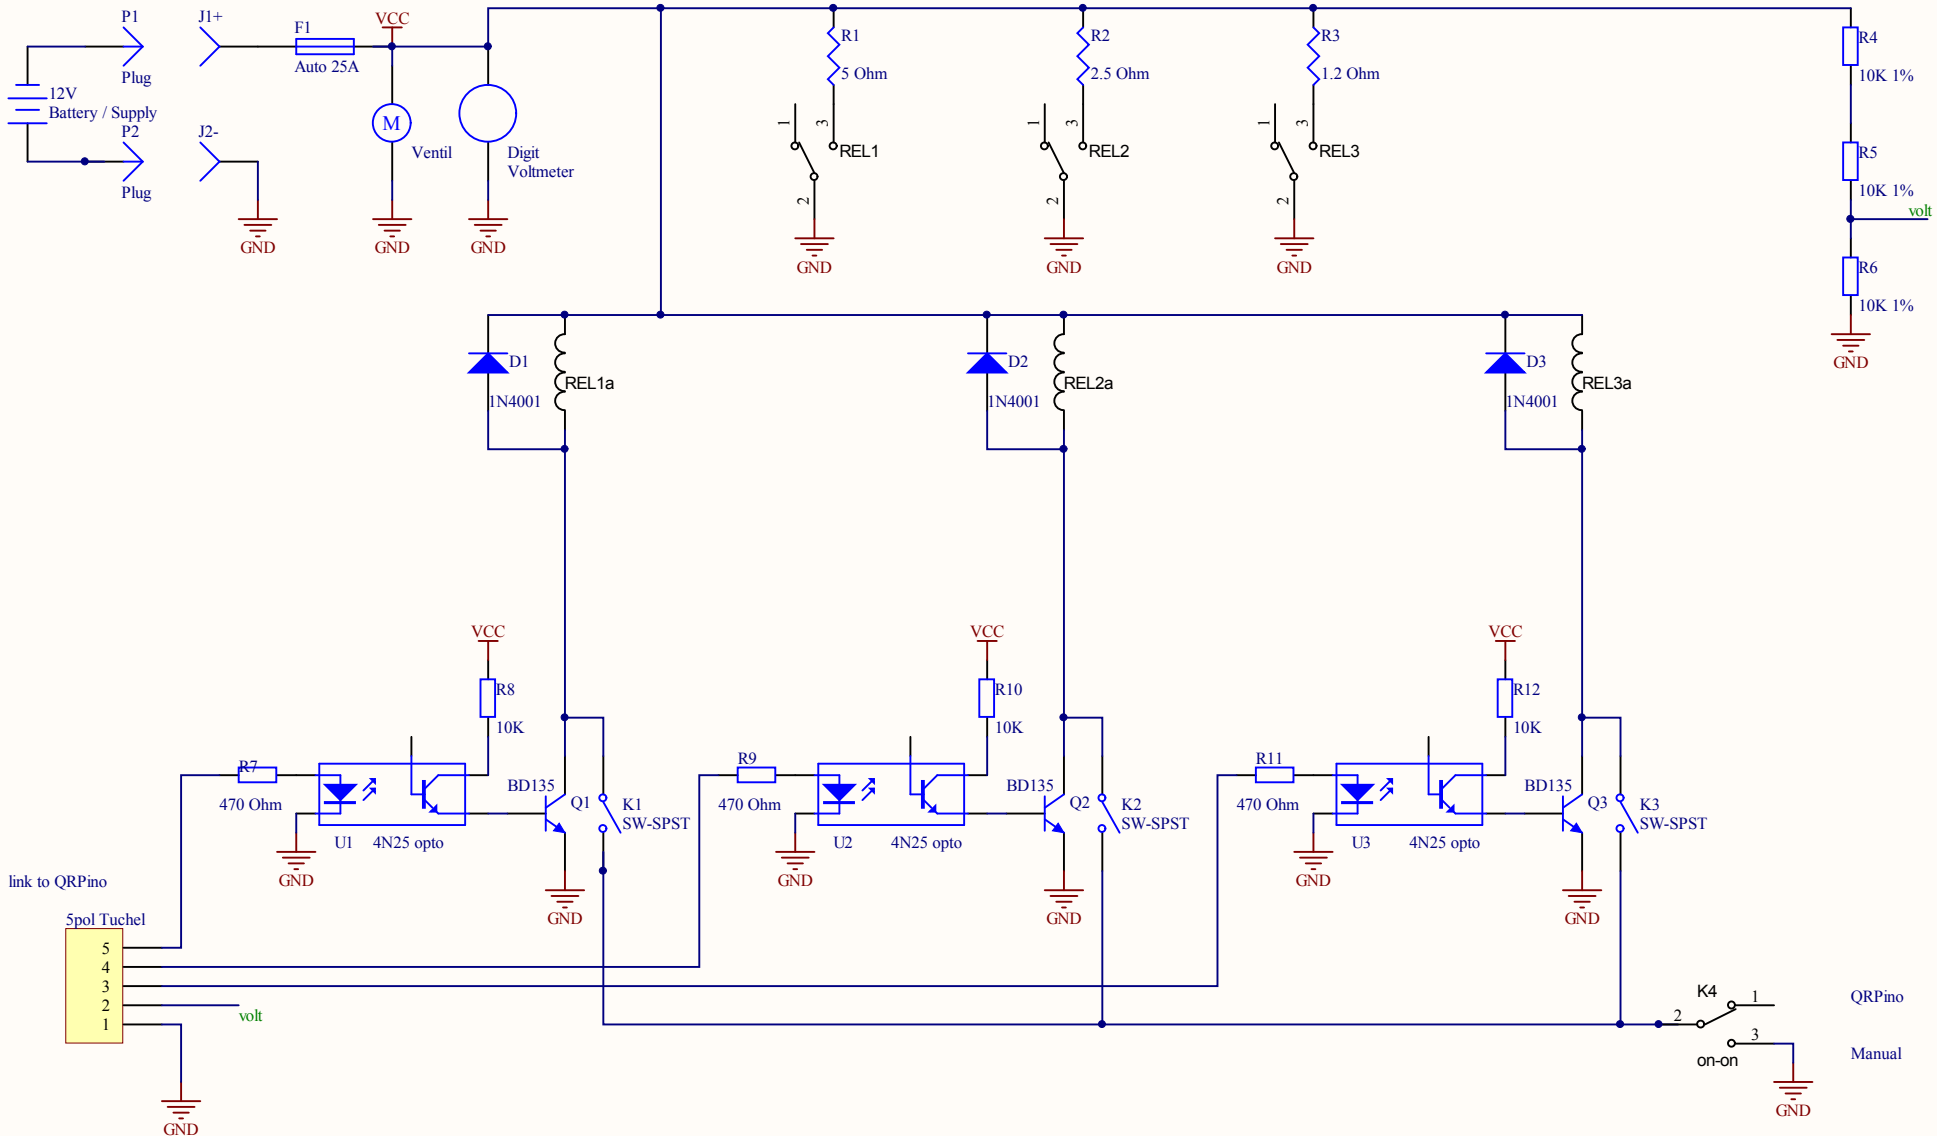 P1
J1+
F1
VCC
Plug
Auto 25A
12V
Battery / Supply
P2
J2-
M
Ventil
Digit
Voltmeter
Plug
GND
GND
GND
R1
5 Ohm
1
3
REL1
2
GND
R2
2.5 Ohm
1
3
REL2
2
GND
R3
1.2 Ohm
1
3
REL3
2
GND
R4
10K 1%
R5
10K 1%
volt
R6
10K 1%
GND
D1
REL1a
1N4001
D2
REL2a
1N4001
D3
REL3a
1N4001
VCC
R8
10K
R7
470 Ohm
BD135
Q1
K1
SW-SPST
U1
4N25 opto
GND
GND
VCC
R10
10K
R9
470 Ohm
BD135
Q2
K2
SW-SPST
U2
4N25 opto
GND
GND
VCC
R12
10K
R11
470 Ohm
BD135
Q3
K3
SW-SPST
U3
4N25 opto
GND
GND
link to QRPino
5pol Tuchel
5
4
3
2
1
volt
GND
K4
1
QRPino
2
3
on-on
Manual
GND